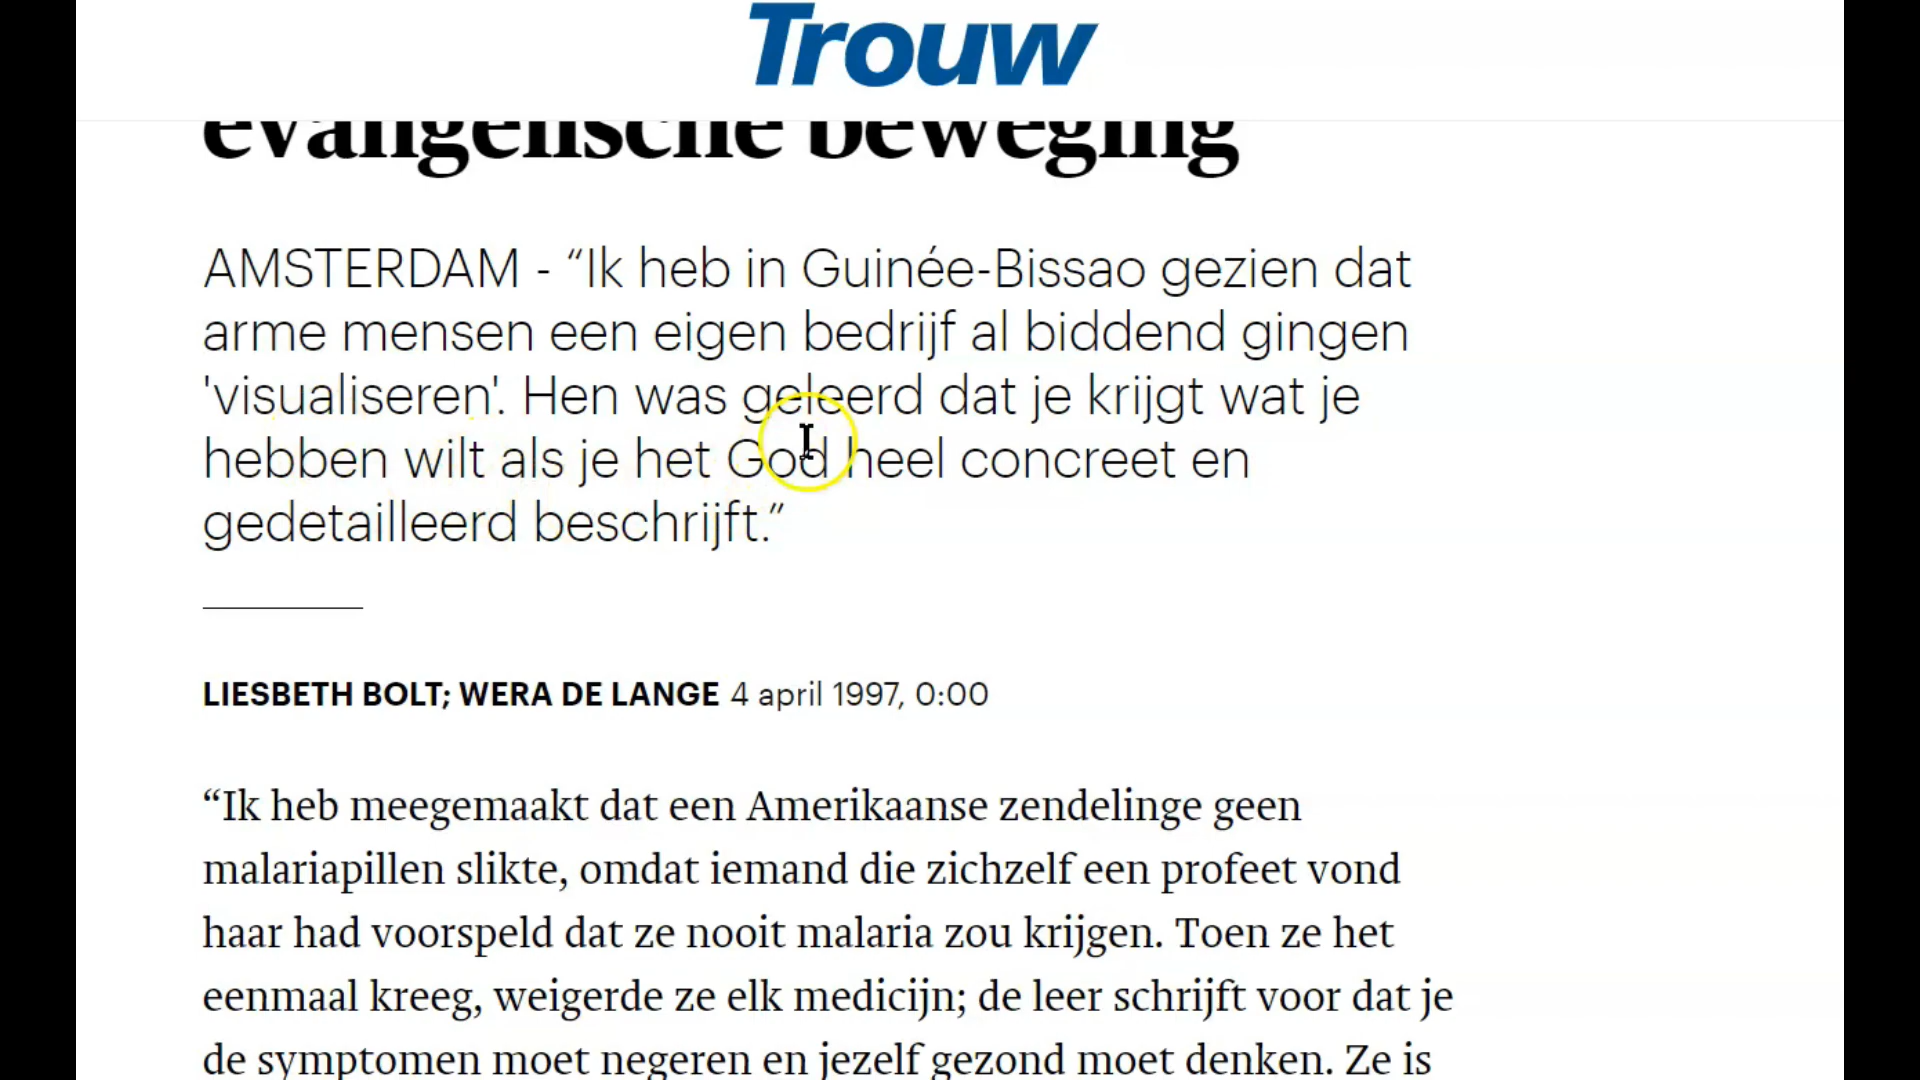 Trouw
evangelische beweging
AMSTERDAM - “Ik heb in Guinée-Bissao gezien dat
arme mensen een eigen bedrijf al biddend gingen
'visualiseren'. Hen was geleerd dat je krijgt wat je
hebben wilt als je het God heel concreet en
gedetailleerd beschrijft.”
LIESBETH BOLT; WERA DE LANGE 4 april 1997, 0:00
“Ik heb meegemaakt dat een Amerikaanse zendelinge geen
malariapillen slikte, omdat iemand die zichzelf een profeet vond
haar had voorspeld dat ze nooit malaria zou krijgen. Toen ze het
eenmaal kreeg, weigerde ze elk medicijn; de leer schrijft voor dat je
de symptomen moet negeren en jezelf gezond moet denken. Ze is